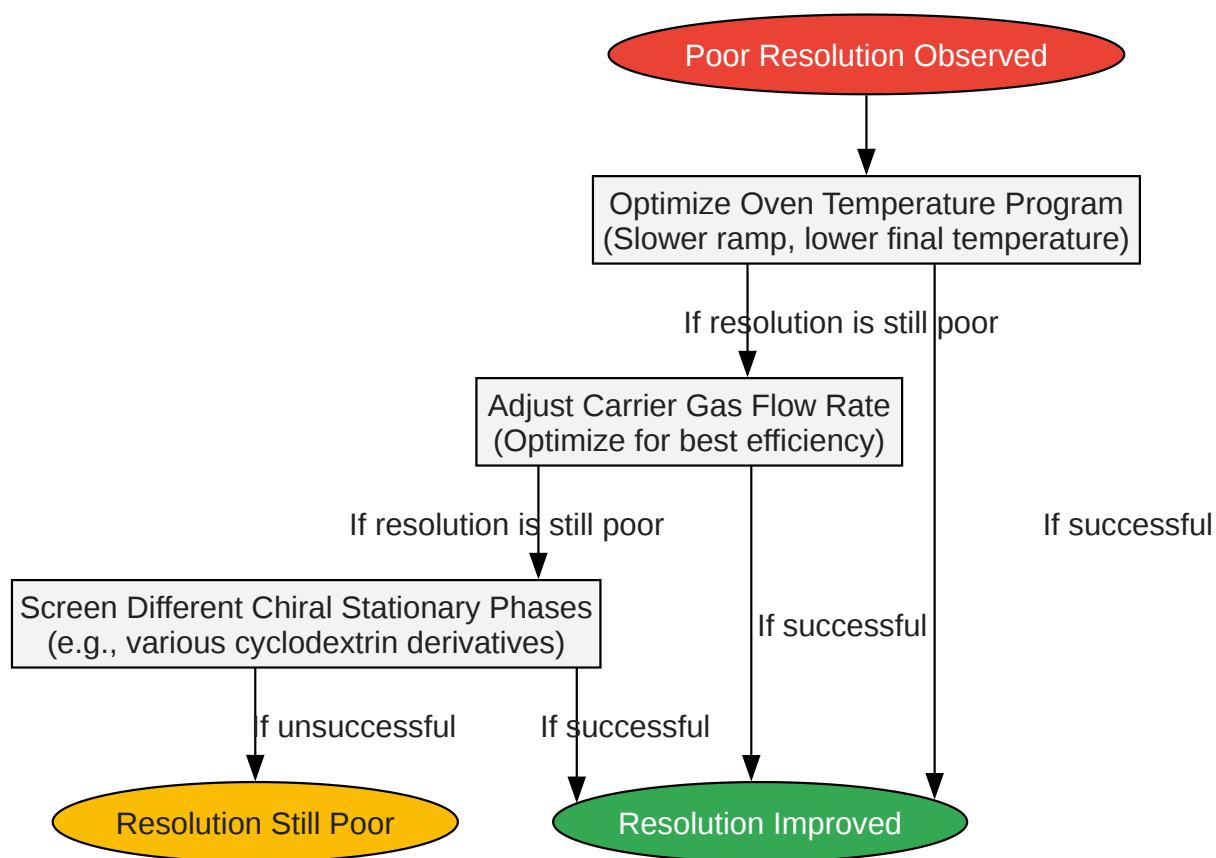 Poor Resolution Observed
Optimize Oven Temperature Program
(Slower ramp, lower final temperature)
If resolution is still poor
Adjust Carrier Gas Flow Rate
(Optimize for best efficiency)
If resolution is still poor
If successful
Screen Different Chiral Stationary Phases
(e.g., various cyclodextrin derivatives)
If successful
If unsuccessful
If successful
Resolution Still Poor
Resolution Improved